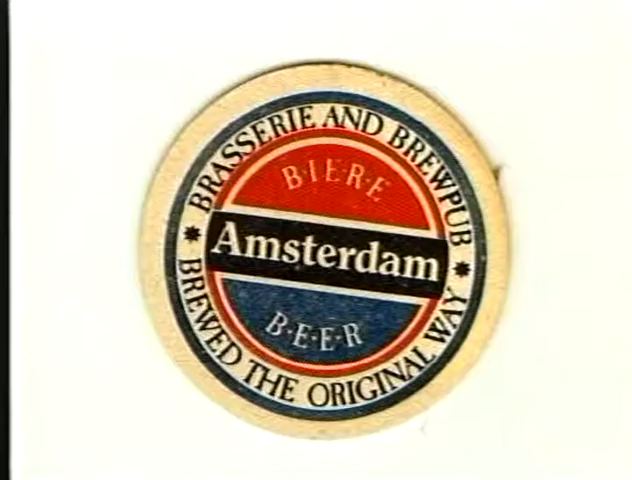 BRASSERIE AND BREWPUB
B·I·E·R·E
Amsterdam
B·E·E·R
BREWED THE ORIGINAL WAY